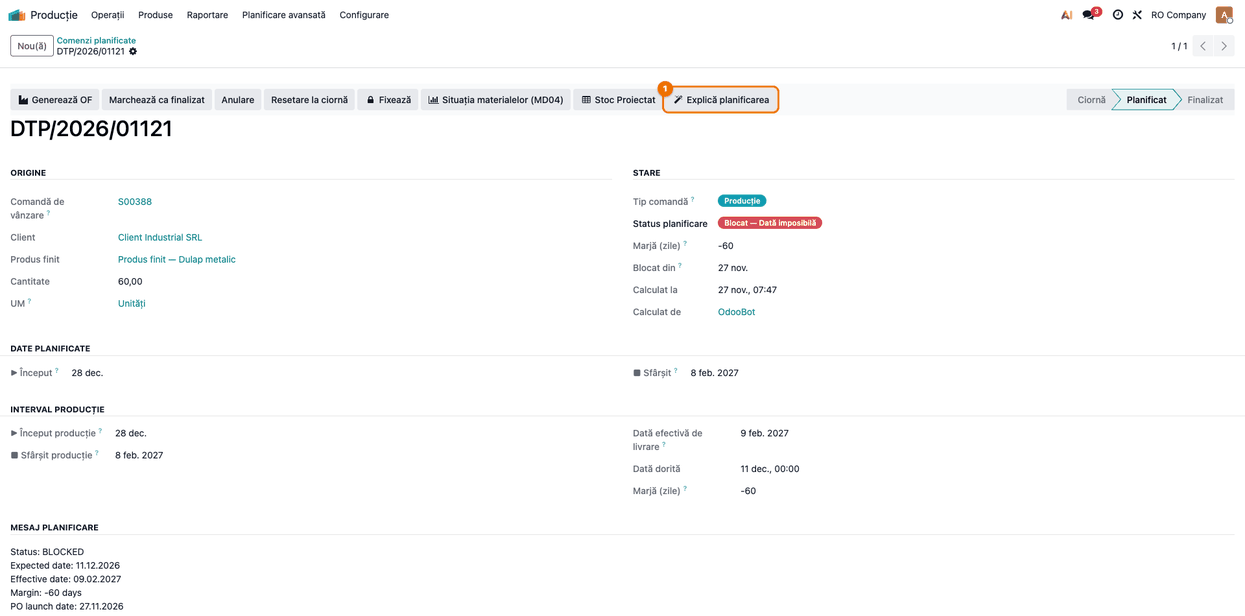 Producție Operații Produse Raportare Planificare avansată Configurare AI 3 RO Company A
Nou(ă) Comenzi planificate
DTP/2026/01121
1 / 1
1
Generează OF Marchează ca finalizat Anulare Resetare la ciornă Fixează Situația materialelor (MD04) Stoc Proiectat Explică planificarea Ciornă Planificat Finalizat
DTP/2026/01121
ORIGINE
Comandă de vânzare ? S00388
Client Client Industrial SRL
Produs finit Produs finit — Dulap metalic
Cantitate 60,00
UM ? Unități
STARE
Tip comandă ? Producție
Status planificare Blocat — Dată imposibilă
Marjă (zile) ? -60
Blocat din ? 27 nov.
Calculat la 27 nov., 07:47
Calculat de OdooBot
DATE PLANIFICATE
Început ? 28 dec.
Sfârșit ? 8 feb. 2027
INTERVAL PRODUCȚIE
Început producție ? 28 dec.
Sfârșit producție ? 8 feb. 2027
Dată efectivă de livrare ? 9 feb. 2027
Dată dorită 11 dec., 00:00
Marjă (zile) ? -60
MESAJ PLANIFICARE
Status: BLOCKED
Expected date: 11.12.2026
Effective date: 09.02.2027
Margin: -60 days
PO launch date: 27.11.2026